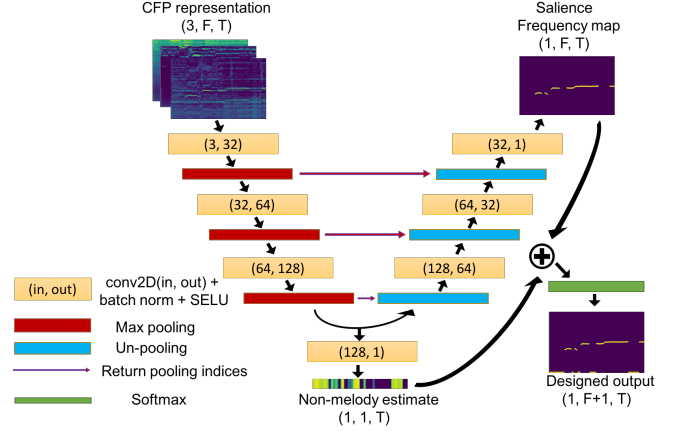 CFP representation
(3, F, T)
Salience
Frequency map
(1, F, T)
(3, 32)
(32, 1)
(32, 64)
(64, 32)
(64, 128)
(128, 64)
(in, out)
conv2D(in, out) +
batch norm + SELU
Max pooling
Un-pooling
Return pooling indices
Softmax
(128, 1)
Non-melody estimate
(1, 1, T)
Designed output
(1, F+1, T)